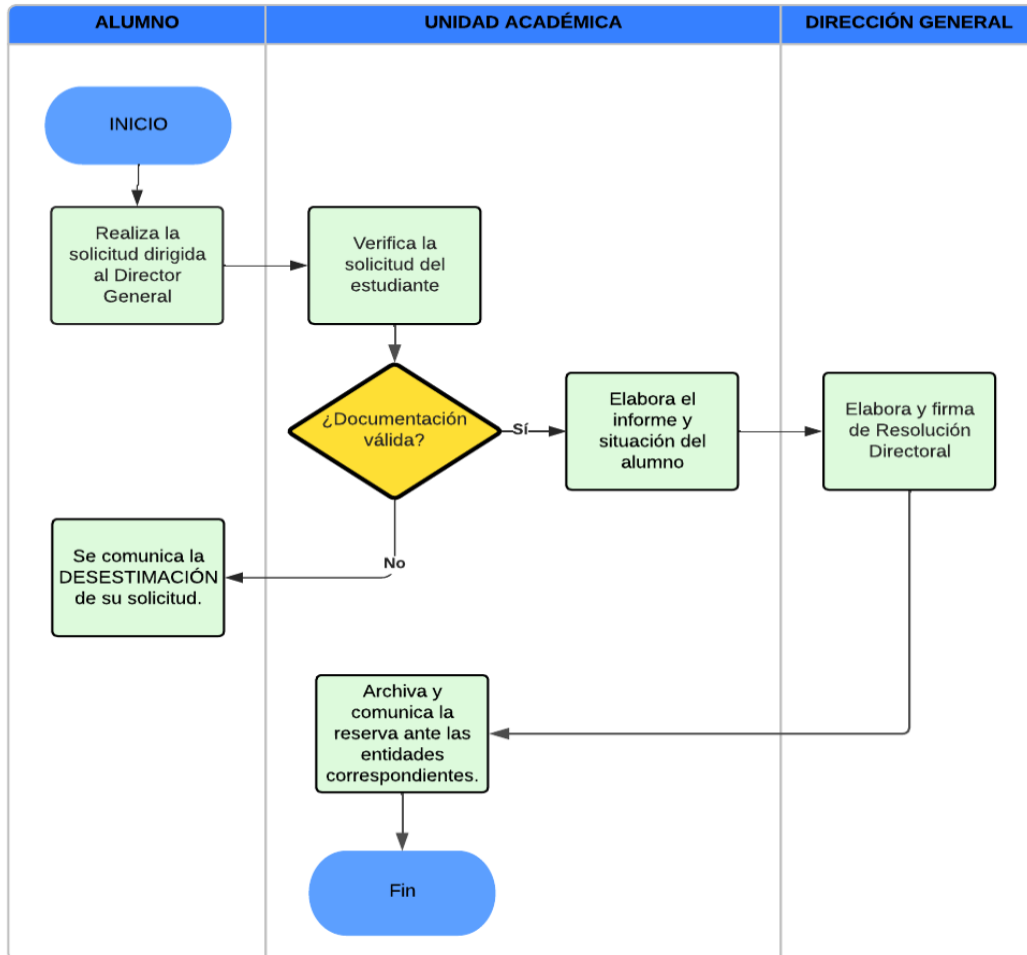 ALUMNO
UNIDAD ACADÉMICA
DIRECCIÓN GENERAL
INICIO
Realiza la
solicitud dirigida
al Director
General
Verifica la
solicitud del
estudiante
¿Documentación
válida?
Sí
Elabora el
informe y
situación del
alumno
Elabora y firma
de Resolución
Directoral
No
Se comunica la
DESESTIMACIÓN
de su solicitud.
Archiva y
comunica la
reserva ante las
entidades
correspondientes.
Fin